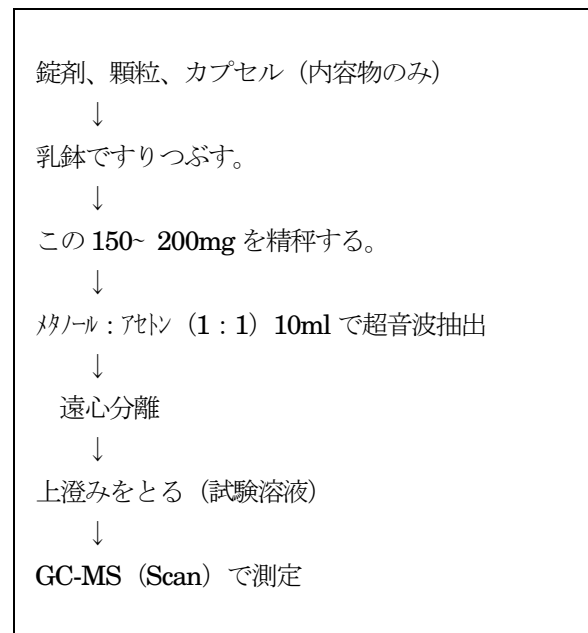 錠剤、顆粒、カプセル（内容物のみ）
↓
乳鉢ですりつぶす。
↓
この 150~ 200mg を精秤する。
↓
ﾒﾀﾉｰﾙ：ｱｾﾄﾝ（1：1）10ml で超音波抽出
↓
遠心分離
↓
上澄みをとる（試験溶液）
↓
GC-MS（Scan）で測定